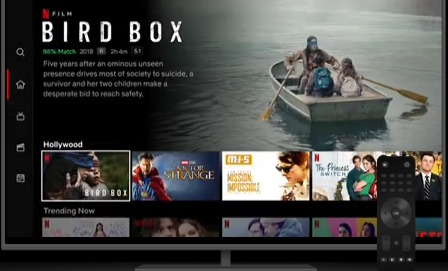 N FILM
BIRD BOX
98% Match 2018 R 2h4m 5.1
Five years after an ominous unseen
presence drives most of society to suicide, a
survivor and her two children make a
desperate bid to reach safety.
Hollywood
N
BIRD BOX
DOCTOR
STRANGE
M:I-5
MISSION:
IMPOSSIBLE
N
The Princess
SWITCH
Trending Now
N
N
N